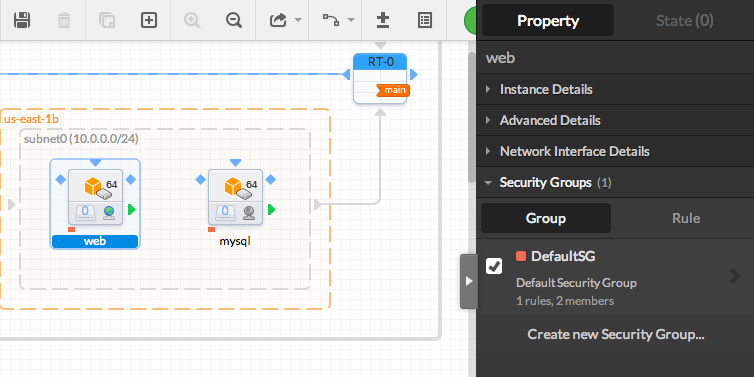 Property
State (0)
RT-0
main
web
Instance Details
Advanced Details
Network Interface Details
Security Groups (1)
Group
Rule
DefaultSG
Default Security Group
1 rules, 2 members
Create new Security Group...
us-east-1b
subnet0 (10.0.0.0/24)
64
0
web
64
0
mysql